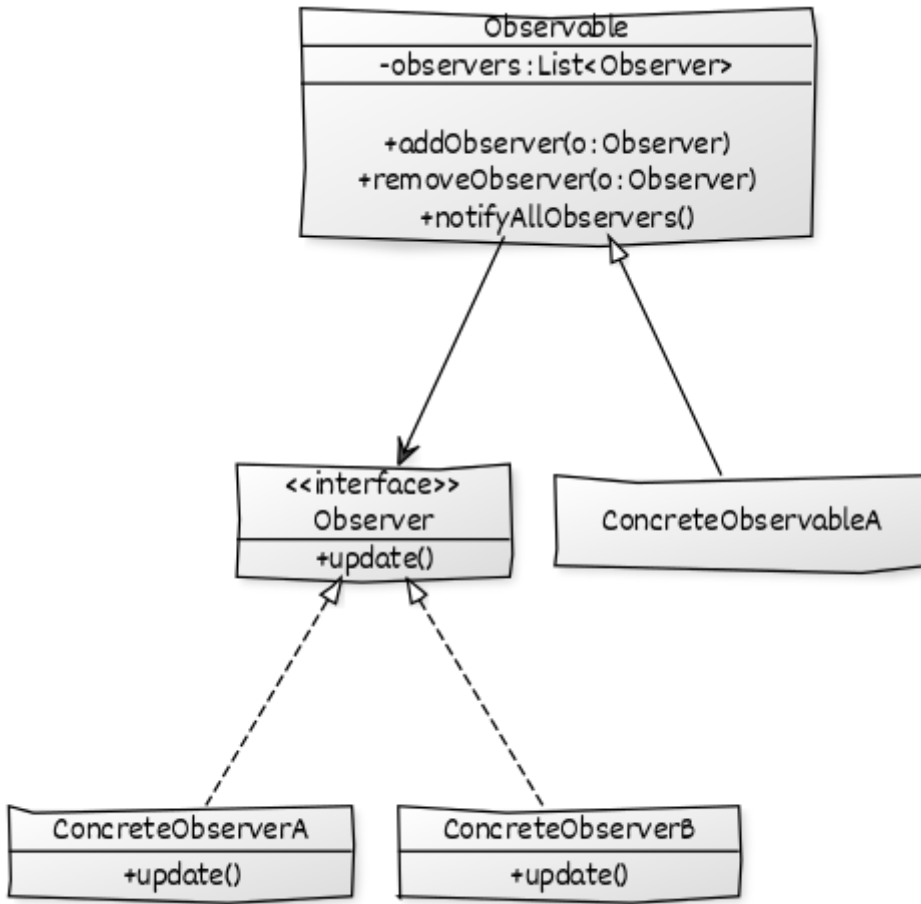 Observable
-observers : List<Observer>
+addObserver(o : Observer)
+removeObserver(o : Observer)
+notifyAllObservers()
<<interface>>
Observer
+update()
ConcreteObservableA
ConcreteObserverA
+update()
ConcreteObserverB
+update()